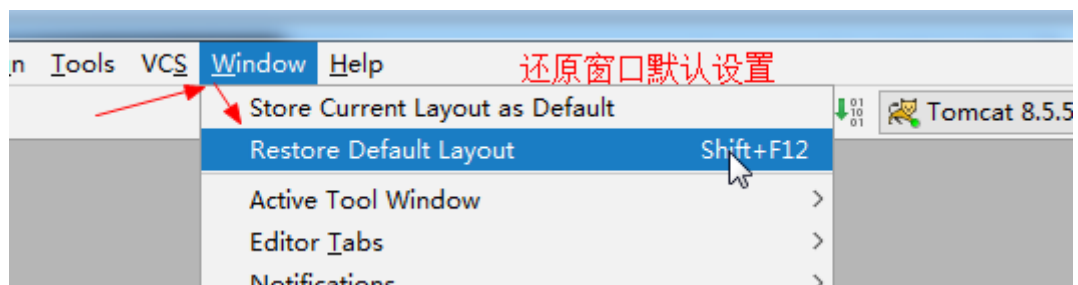 n Tools VCS Window Help 还原窗口默认设置
Store Current Layout as Default
Tomcat 8.5.5
Restore Default Layout Shift+F12
Active Tool Window
Editor Tabs
Notifications